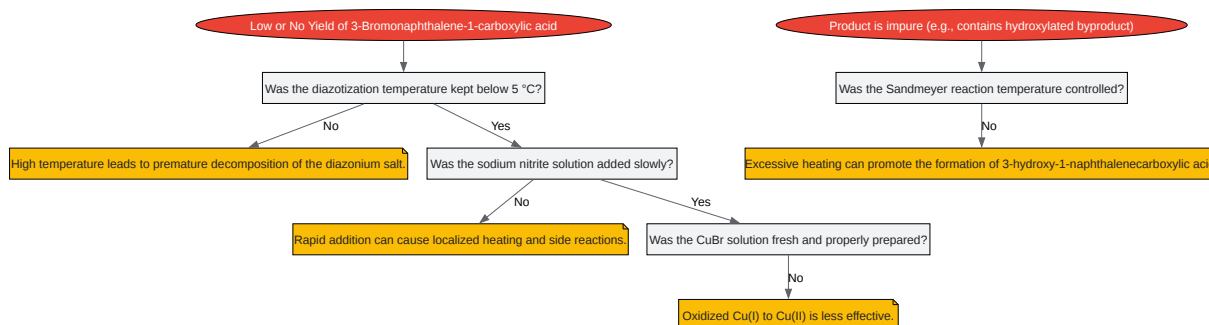 Low or No Yield of 3-Bromonaphthalene-1-carboxylic acid
Product is impure (e.g., contains hydroxylated byproduct)
Was the diazotization temperature kept below 5 °C?
Was the Sandmeyer reaction temperature controlled?
No
Yes
No
High temperature leads to premature decomposition of the diazonium salt.
Was the sodium nitrite solution added slowly?
Excessive heating can promote the formation of 3-hydroxy-1-naphthalenecarboxylic aci
No
Yes
Rapid addition can cause localized heating and side reactions.
Was the CuBr solution fresh and properly prepared?
No
Oxidized Cu(I) to Cu(II) is less effective.